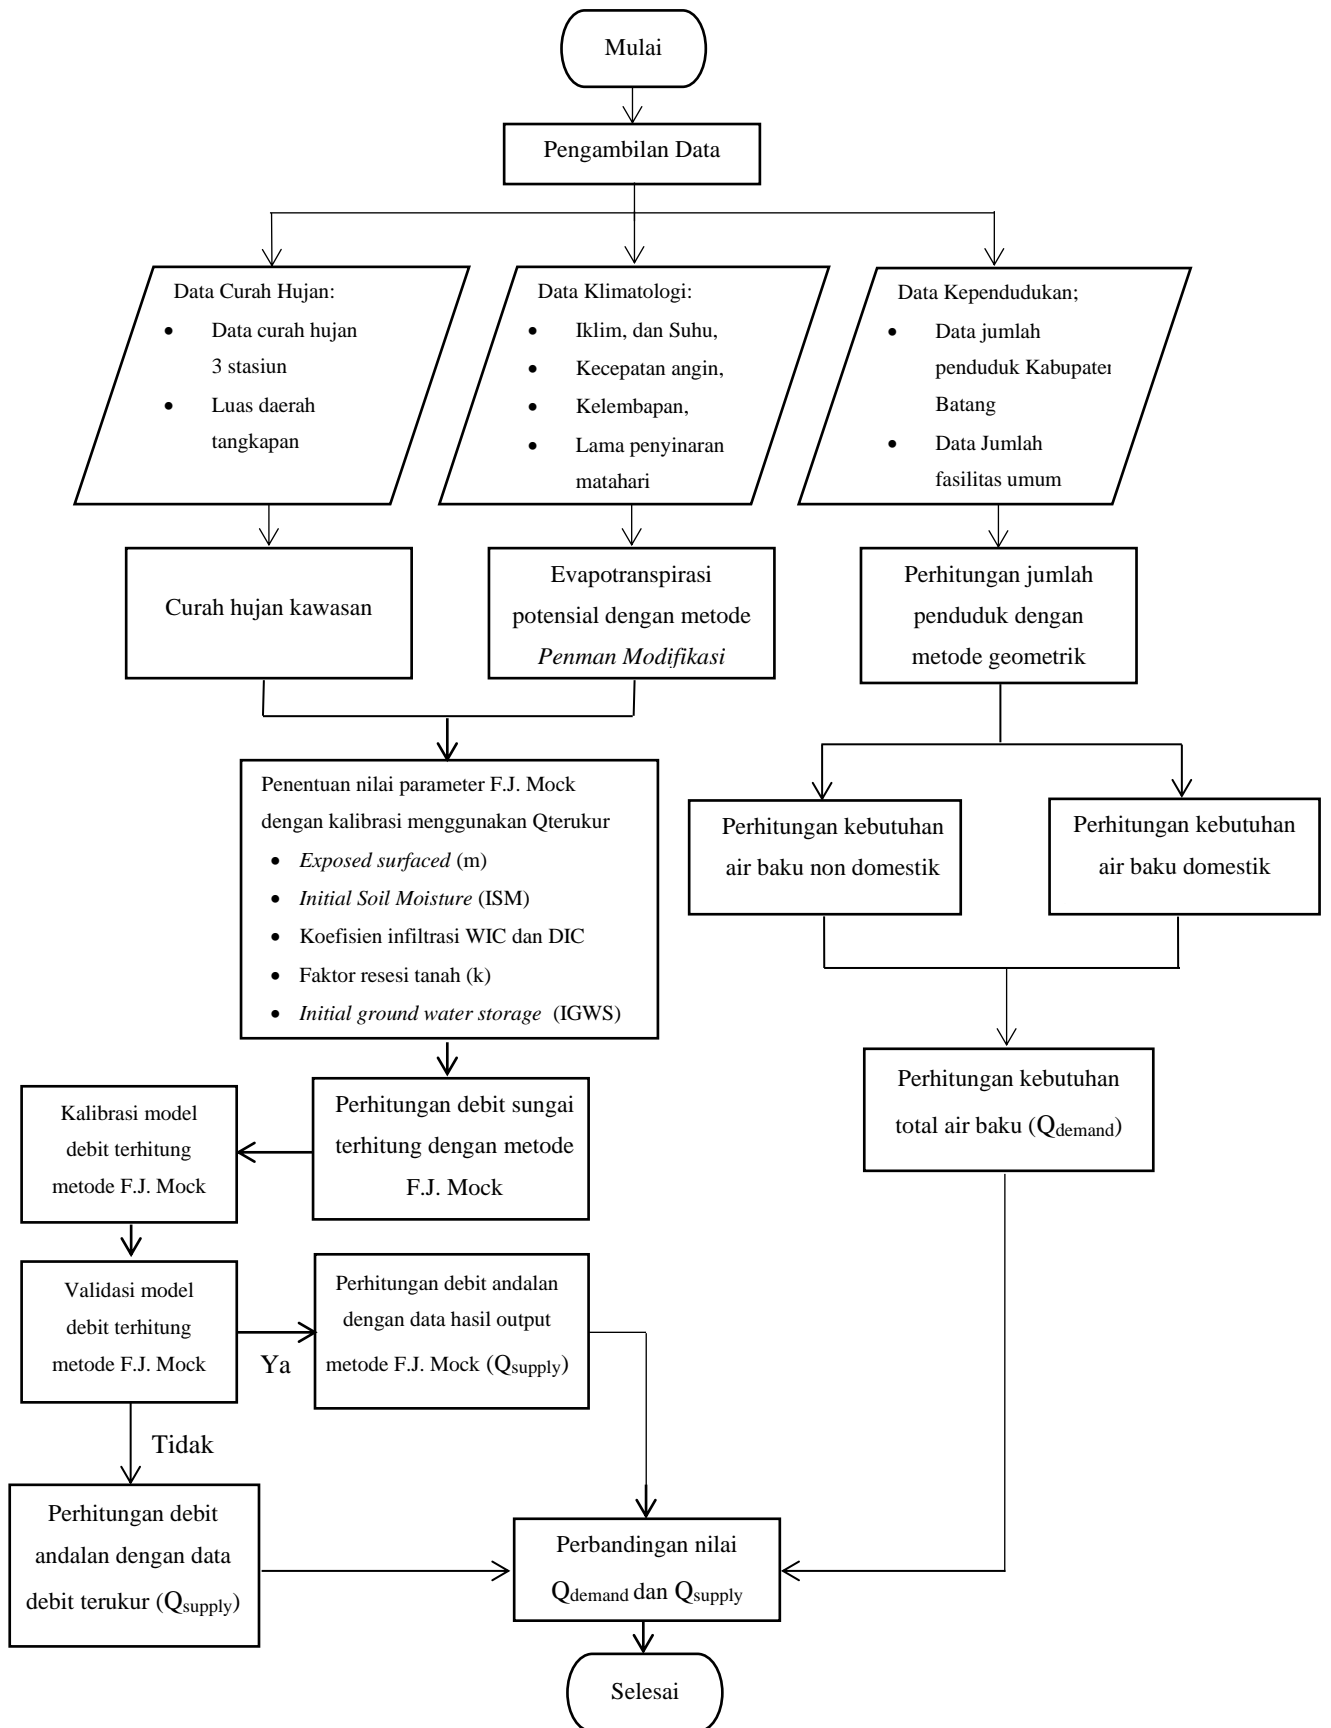 Mulai
Pengambilan Data
Data Curah Hujan:
• Data curah hujan
3 stasiun
• Luas daerah
tangkapan
Data Klimatologi:
• Iklim, dan Suhu,
• Kecepatan angin,
• Kelembapan,
• Lama penyinaran
matahari
Data Kependudukan;
• Data jumlah
penduduk Kabupaten
Batang
• Data Jumlah
fasilitas umum
Curah hujan kawasan
Evapotranspirasi
potensial dengan metode
Penman Modifikasi
Perhitungan jumlah
penduduk dengan
metode geometrik
Penentuan nilai parameter F.J. Mock
dengan kalibrasi menggunakan Qterukur
• Exposed surfaced (m)
• Initial Soil Moisture (ISM)
• Koefisien infiltrasi WIC dan DIC
• Faktor resesi tanah (k)
• Initial ground water storage (IGWS)
Perhitungan kebutuhan
air baku non domestik
Perhitungan kebutuhan
air baku domestik
Perhitungan kebutuhan
total air baku (Qdemand)
Perhitungan debit sungai
terhitung dengan metode
F.J. Mock
Kalibrasi model
debit terhitung
metode F.J. Mock
Validasi model
debit terhitung
metode F.J. Mock
Ya
Perhitungan debit andalan
dengan data hasil output
metode F.J. Mock (Qsupply)
Tidak
Perhitungan debit
andalan dengan data
debit terukur (Qsupply)
Perbandingan nilai
Qdemand dan Qsupply
Selesai